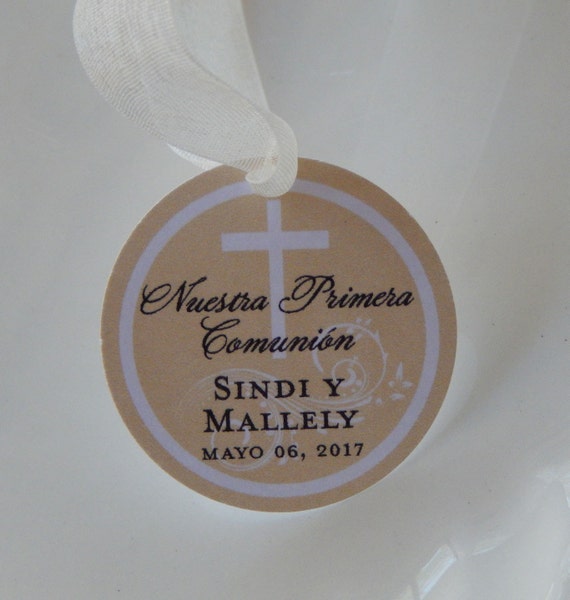 Nuestra Primera
Comunión
SINDI Y
MALLELY
MAYO 06, 2017